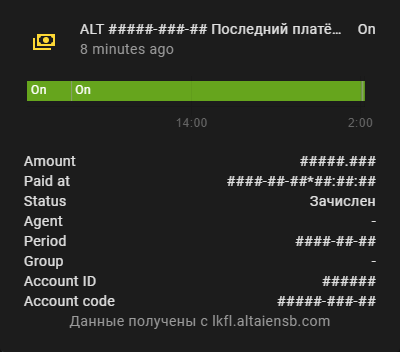 ALT #####-###-## Последний платё... On
8 minutes ago
On On
14:00 2:00
Amount #####.###
Paid at ####-##-##*##:##:##
Status Зачислен
Agent -
Period ####-##-##
Group -
Account ID ######
Account code #####-###-##
Данные получены с lkfl.altaiensb.com